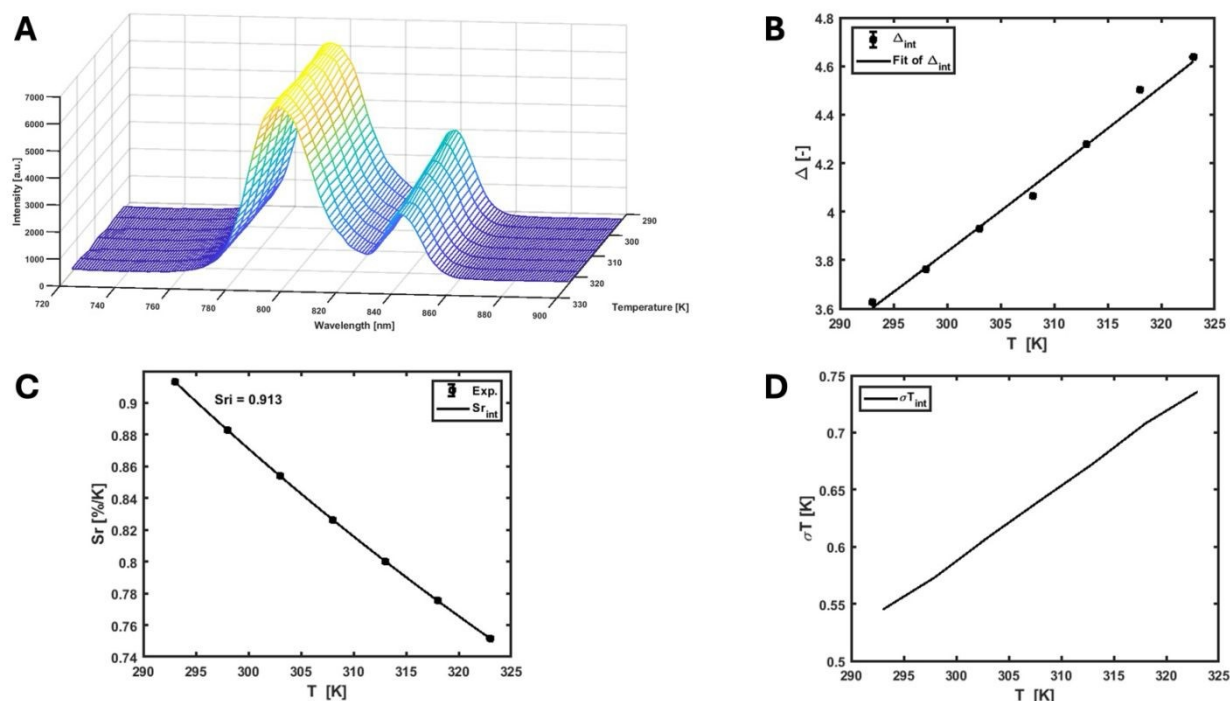 A
7000
6000
5000
4000
3000
2000
1000
0
Intensity [a.u.]
720
740
760
780
800
820
840
860
880
900
Wavelength [nm]
290
300
310
320
330
Temperature [K]
B
4.8
4.6
4.4
4.2
4
3.8
3.6
Δ [-]
Δint
Fit of Δint
290 295 300 305 310 315 320 325
T [K]
C
0.9
0.88
0.86
0.84
0.82
0.8
0.78
0.76
0.74
Sr [%/K]
Sri = 0.913
Exp.
Srint
290 295 300 305 310 315 320 325
T [K]
D
0.75
0.7
0.65
0.6
0.55
0.5
σT [K]
σTint
290 295 300 305 310 315 320 325
T [K]